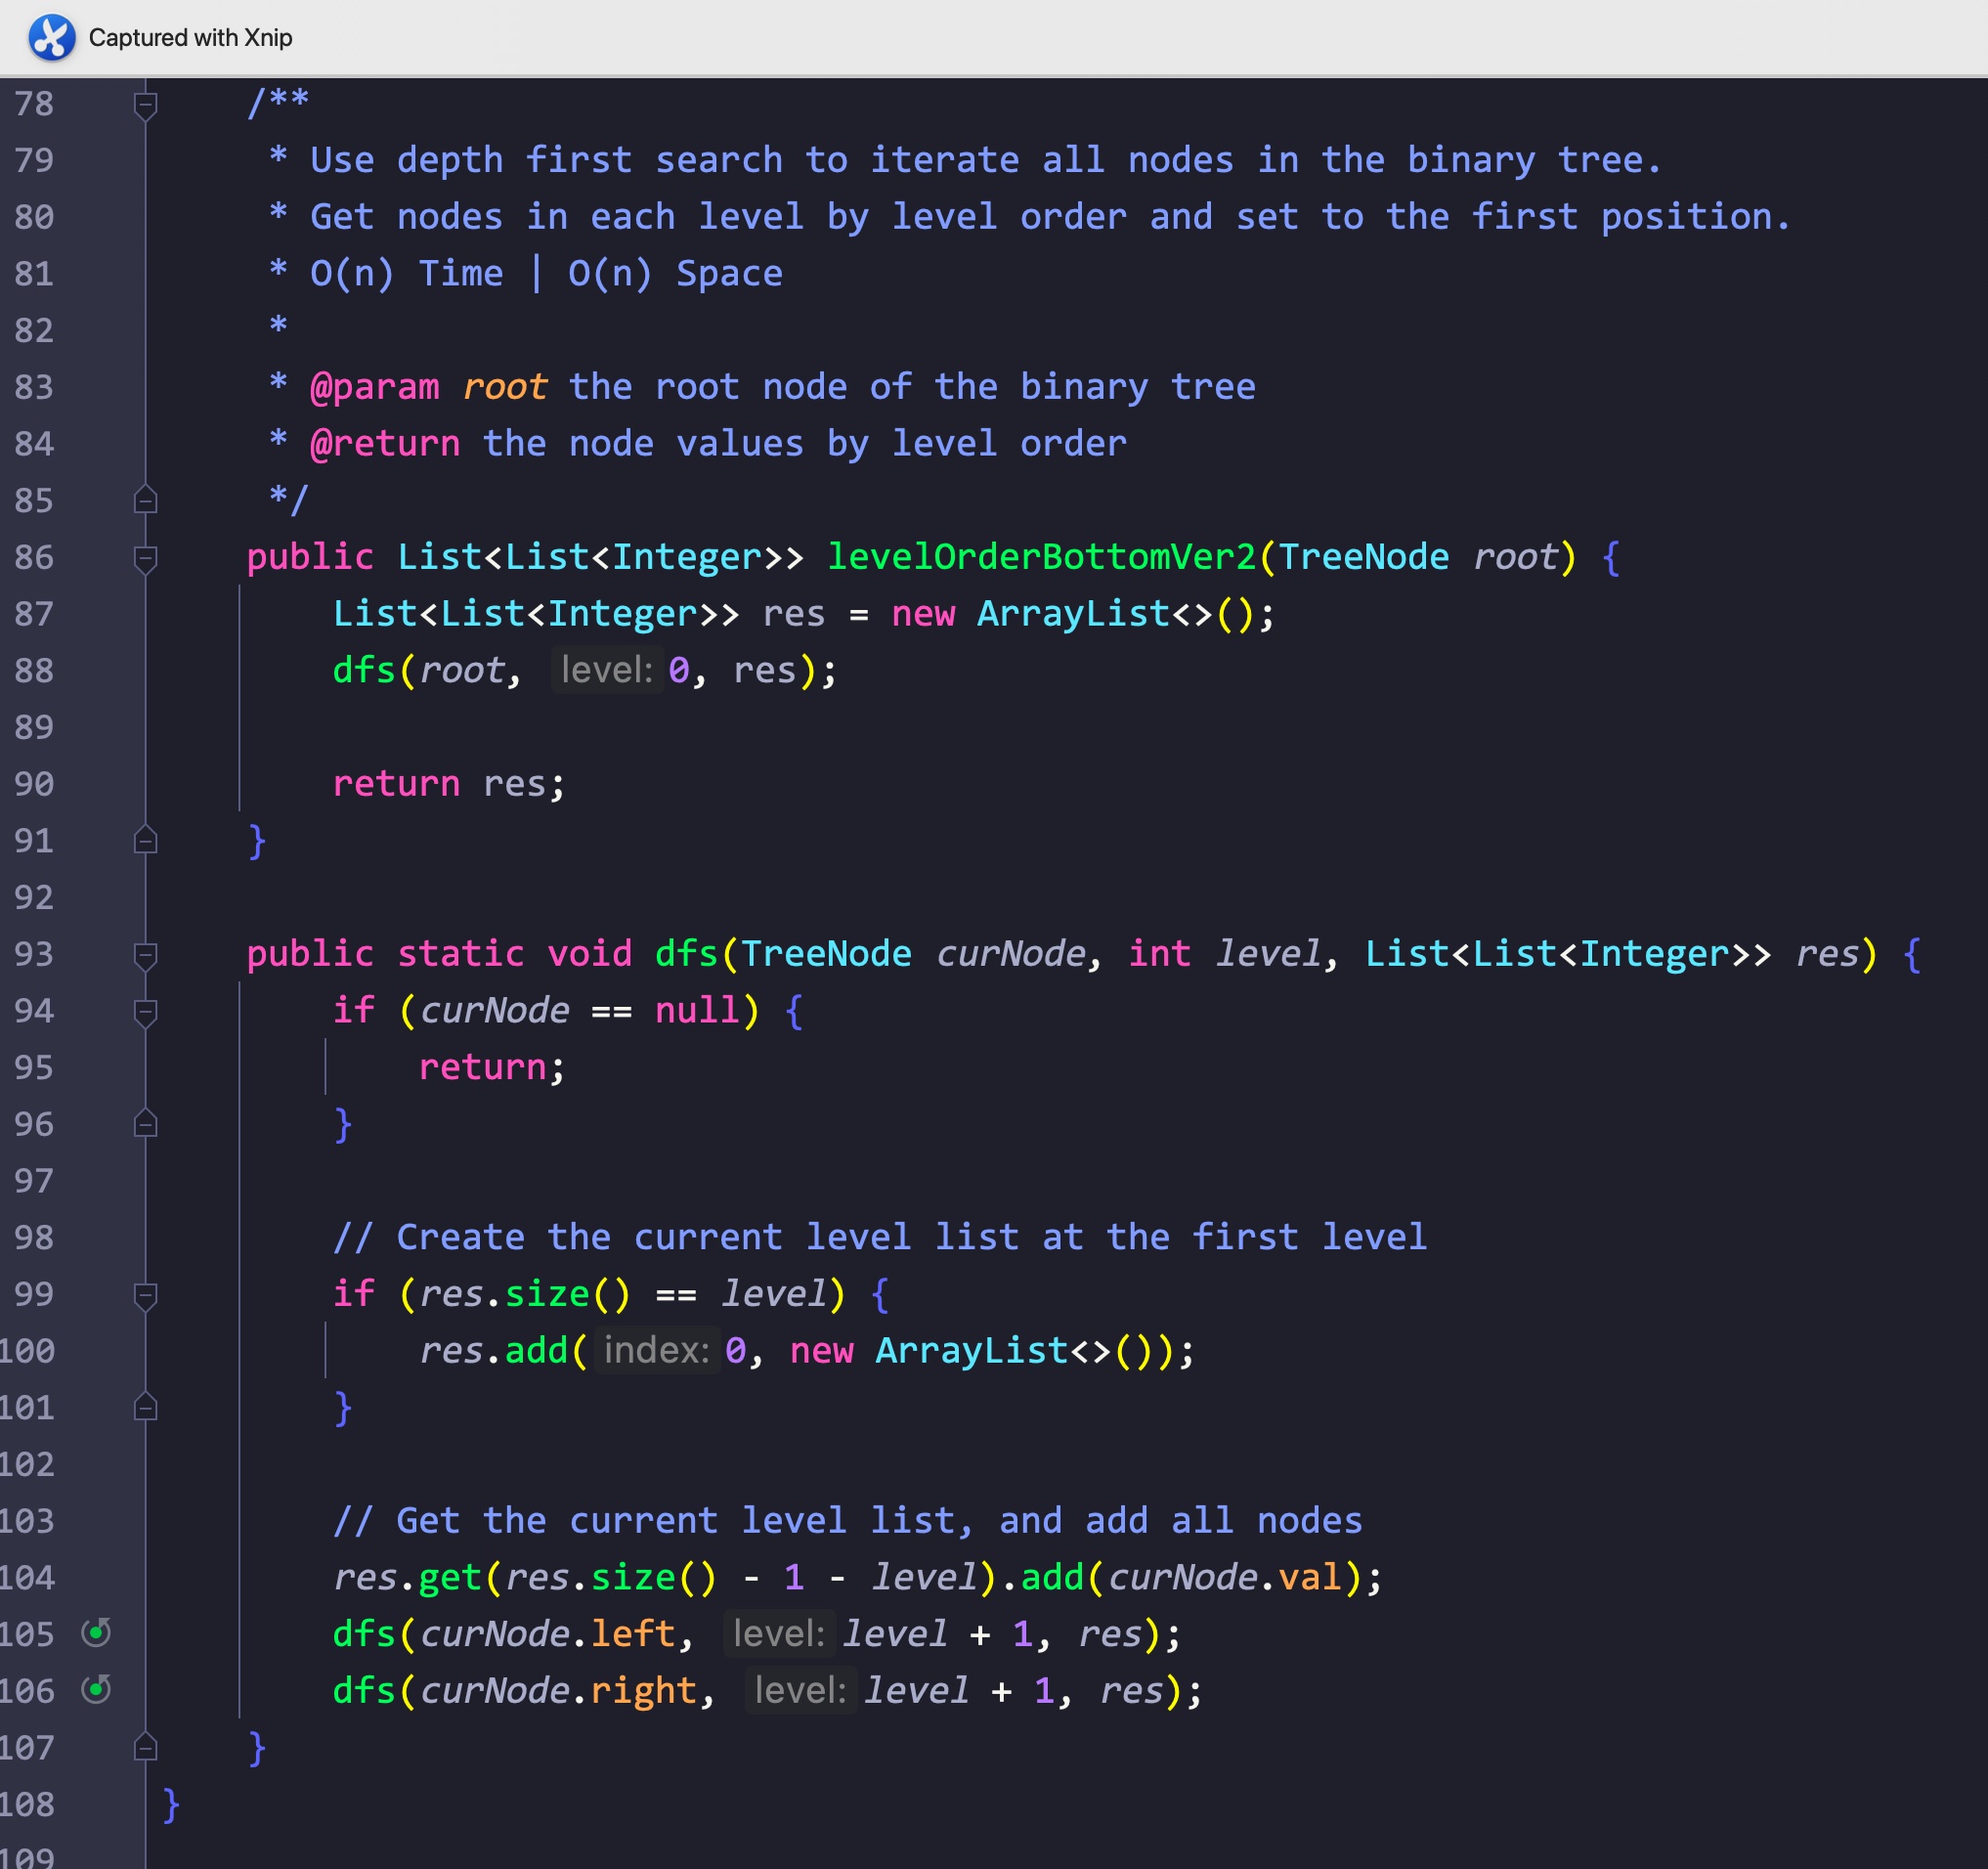 Captured with Xnip
78 /**
79 * Use depth first search to iterate all nodes in the binary tree.
80 * Get nodes in each level by level order and set to the first position.
81 * O(n) Time | O(n) Space
82 *
83 * @param root the root node of the binary tree
84 * @return the node values by level order
85 */
86 public List<List<Integer>> levelOrderBottomVer2(TreeNode root) {
87 List<List<Integer>> res = new ArrayList<>();
88 dfs(root, level: 0, res);
89
90 return res;
91 }
92
93 public static void dfs(TreeNode curNode, int level, List<List<Integer>> res) {
94 if (curNode == null) {
95 return;
96 }
97
98 // Create the current level list at the first level
99 if (res.size() == level) {
100 res.add( index: 0, new ArrayList<>());
101 }
102
103 // Get the current level list, and add all nodes
104 res.get(res.size() - 1 - level).add(curNode.val);
105 dfs(curNode.left, level: level + 1, res);
106 dfs(curNode.right, level: level + 1, res);
107 }
108 }
109